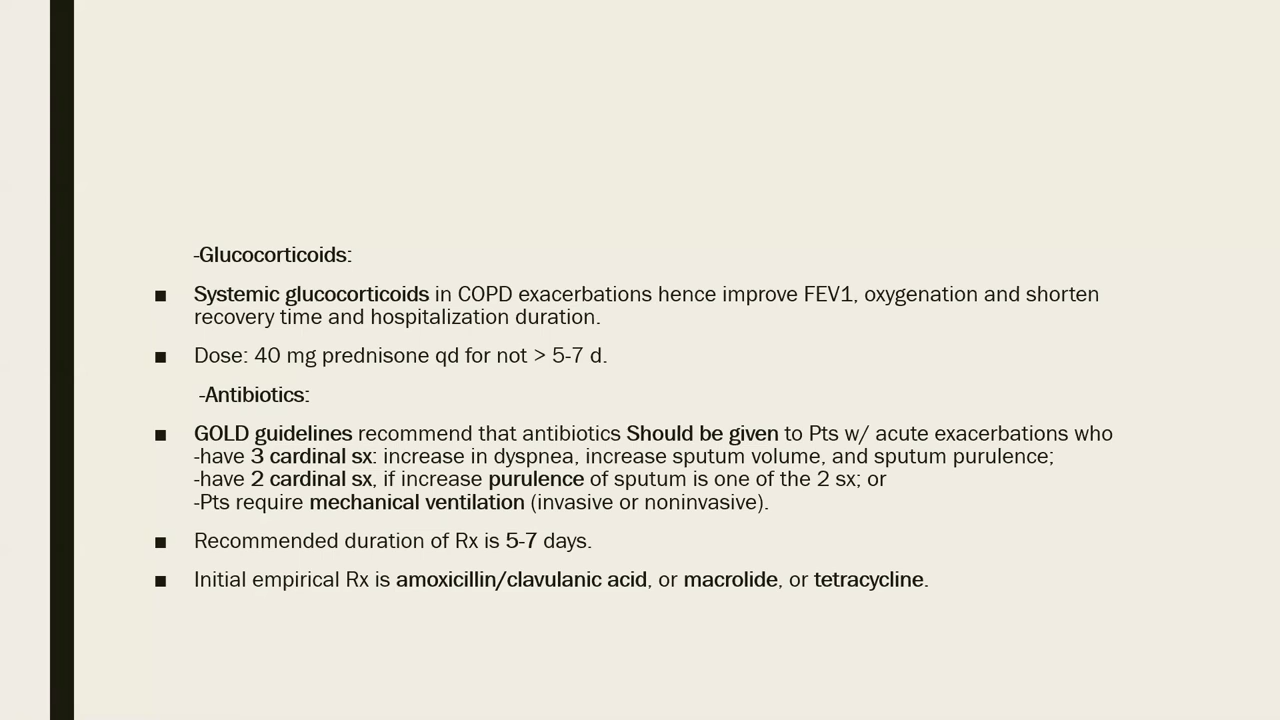 -Glucocorticoids:
■ Systemic glucocorticoids in COPD exacerbations hence improve FEV1, oxygenation and shorten
recovery time and hospitalization duration.
■ Dose: 40 mg prednisone qd for not > 5-7 d.
-Antibiotics:
■ GOLD guidelines recommend that antibiotics Should be given to Pts w/ acute exacerbations who
-have 3 cardinal sx: increase in dyspnea, increase sputum volume, and sputum purulence;
-have 2 cardinal sx, if increase purulence of sputum is one of the 2 sx; or
-Pts require mechanical ventilation (invasive or noninvasive).
■ Recommended duration of Rx is 5-7 days.
■ Initial empirical Rx is amoxicillin/clavulanic acid, or macrolide, or tetracycline.